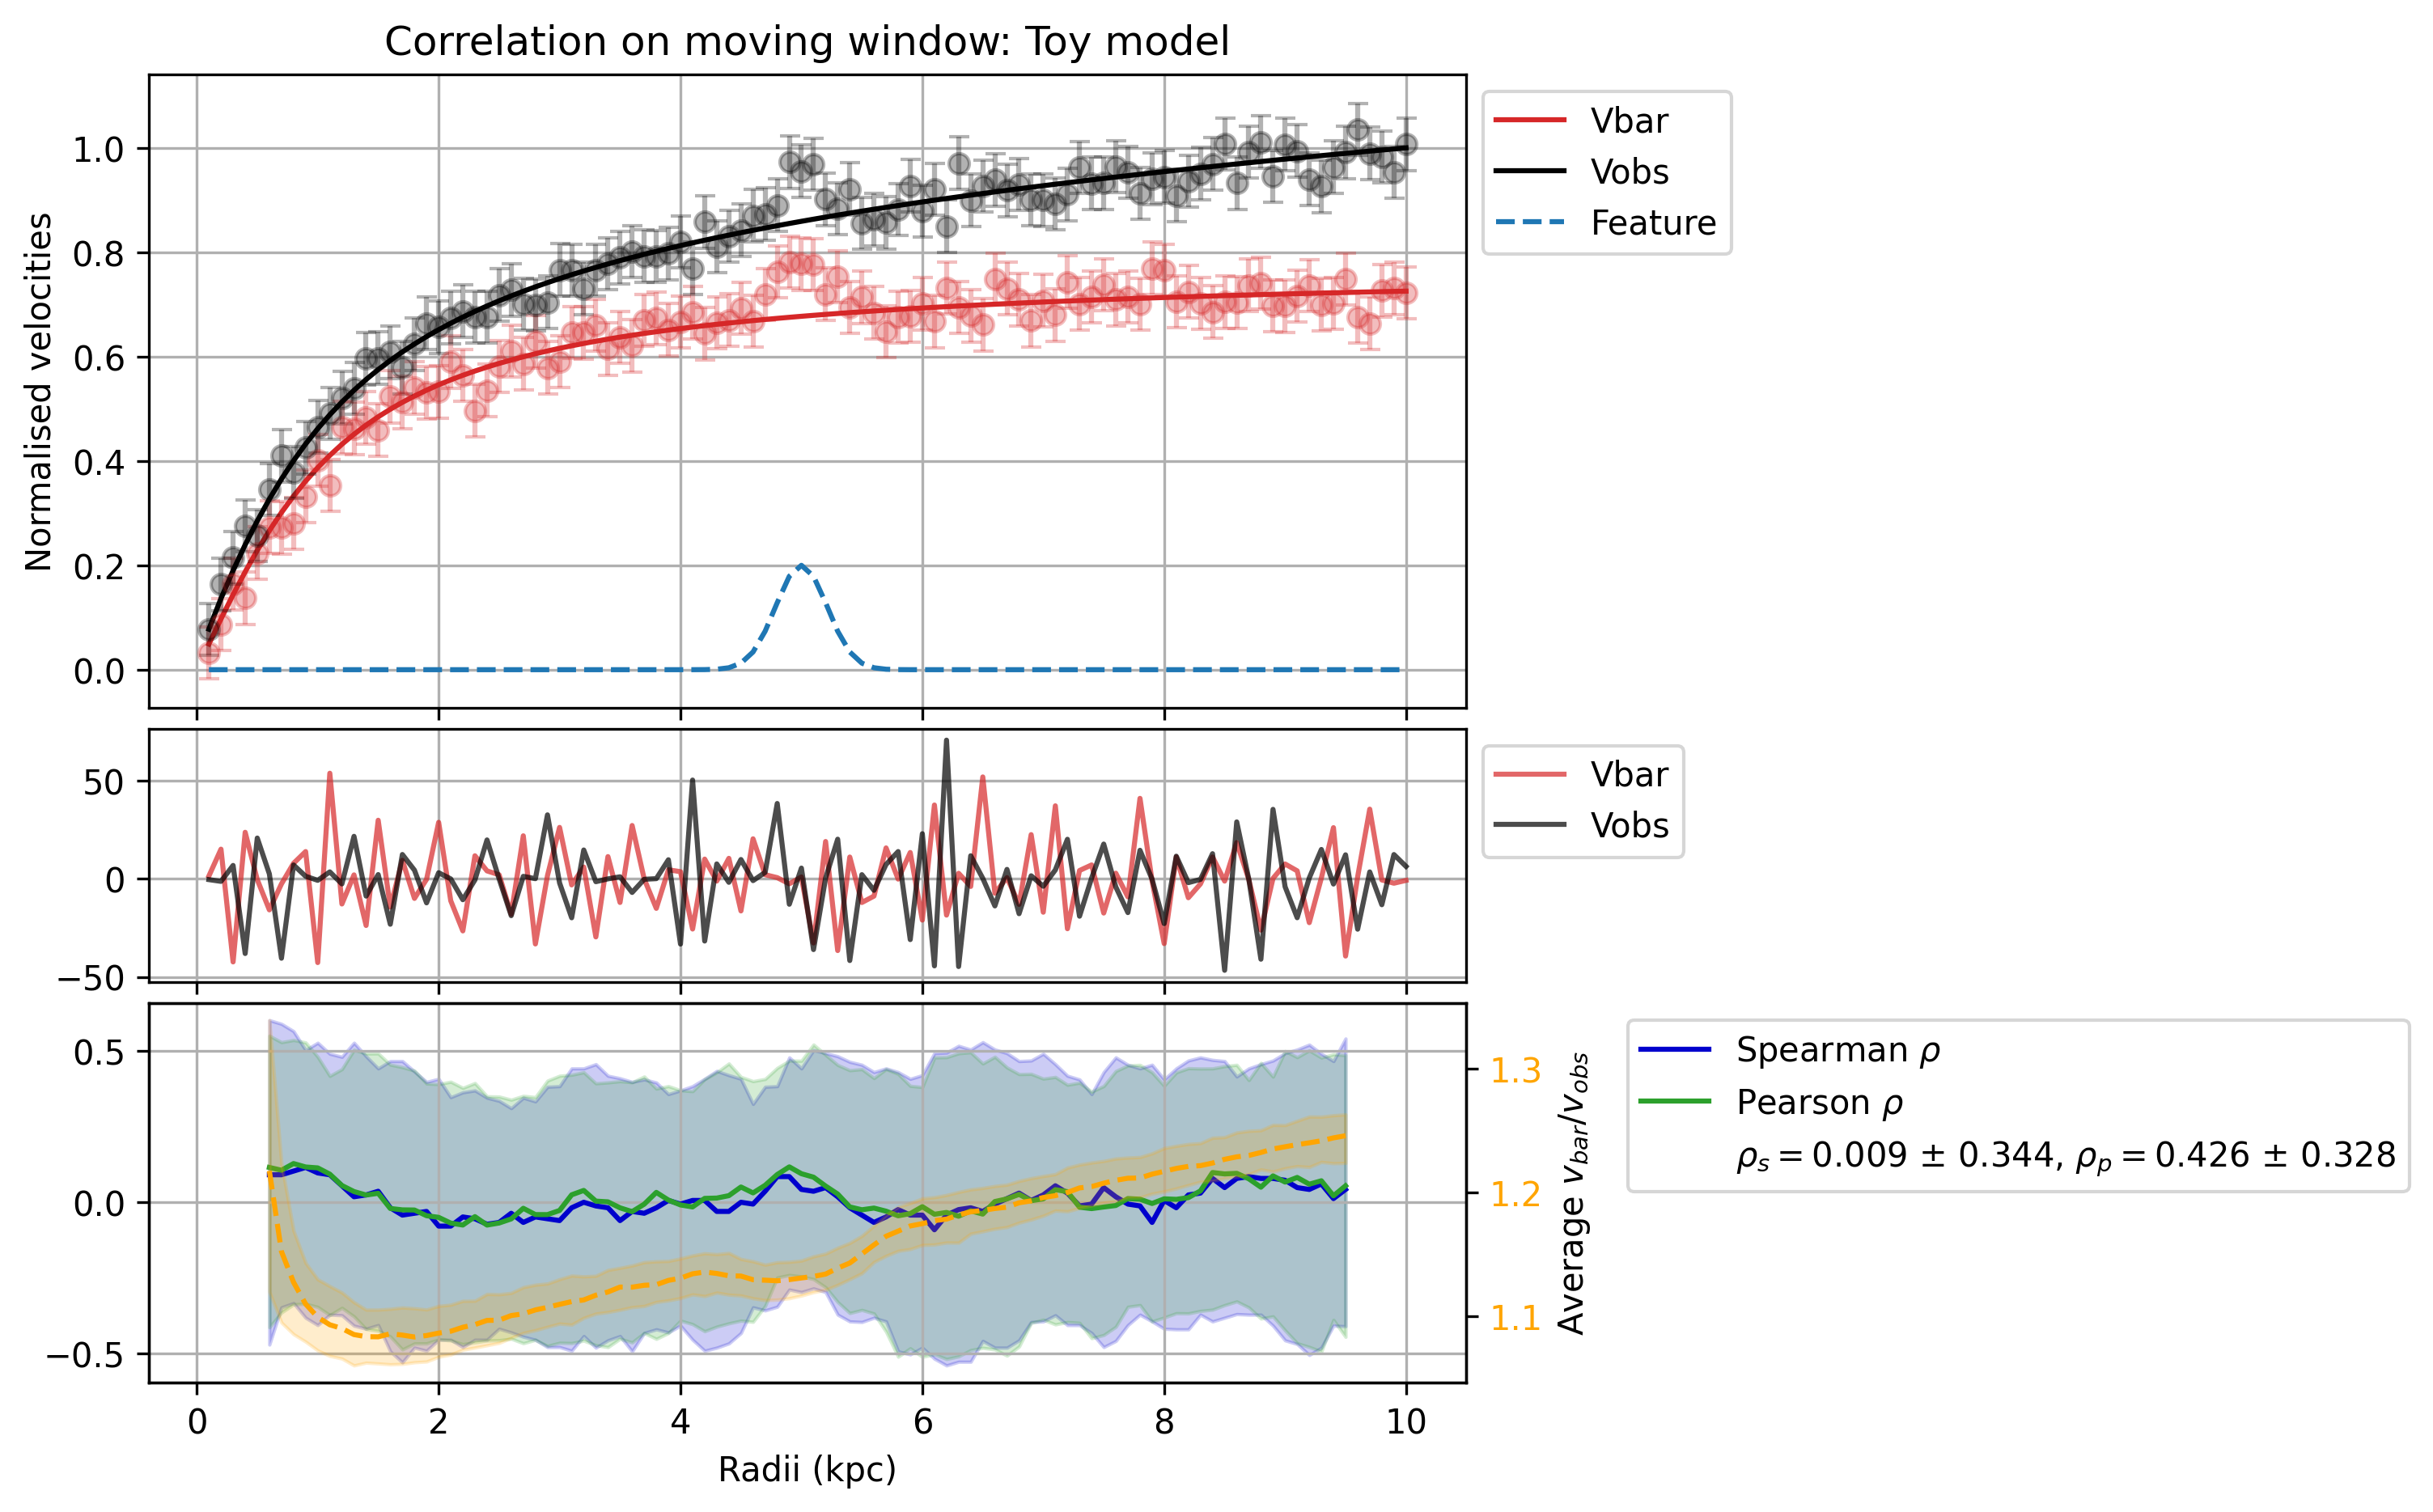 Correlation on moving window: Toy model
Normalised velocities
1.0
0.8
0.6
0.4
0.2
0.0
Vbar
Vobs
Feature
50
0
−50
Vbar
Vobs
0.5
0.0
−0.5
1.3
1.2
1.1
Average v_bar/v_obs
Spearman ρ
Pearson ρ
ρ_s = 0.009 ± 0.344, ρ_p = 0.426 ± 0.328
0 2 4 6 8 10
Radii (kpc)